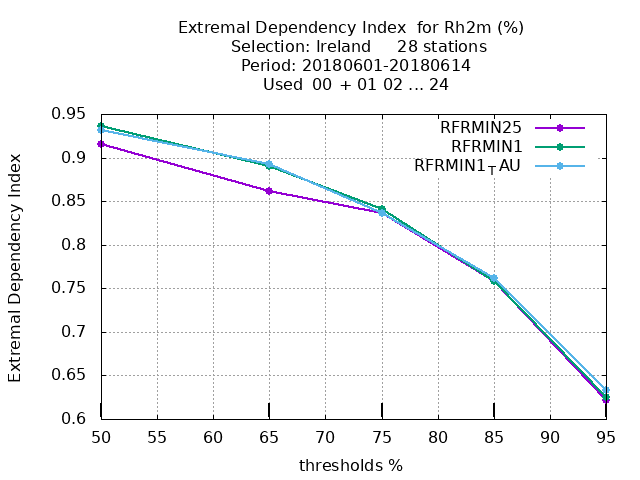 Extremal Dependency Index  for Rh2m (%)
Selection: Ireland     28 stations
Period: 20180601-20180614
Used  00 + 01 02 ... 24
RFRMIN25
RFRMIN1
RFRMIN1_TAU
Extremal Dependency Index
0.95
0.9
0.85
0.8
0.75
0.7
0.65
0.6
50 55 60 65 70 75 80 85 90 95
thresholds %